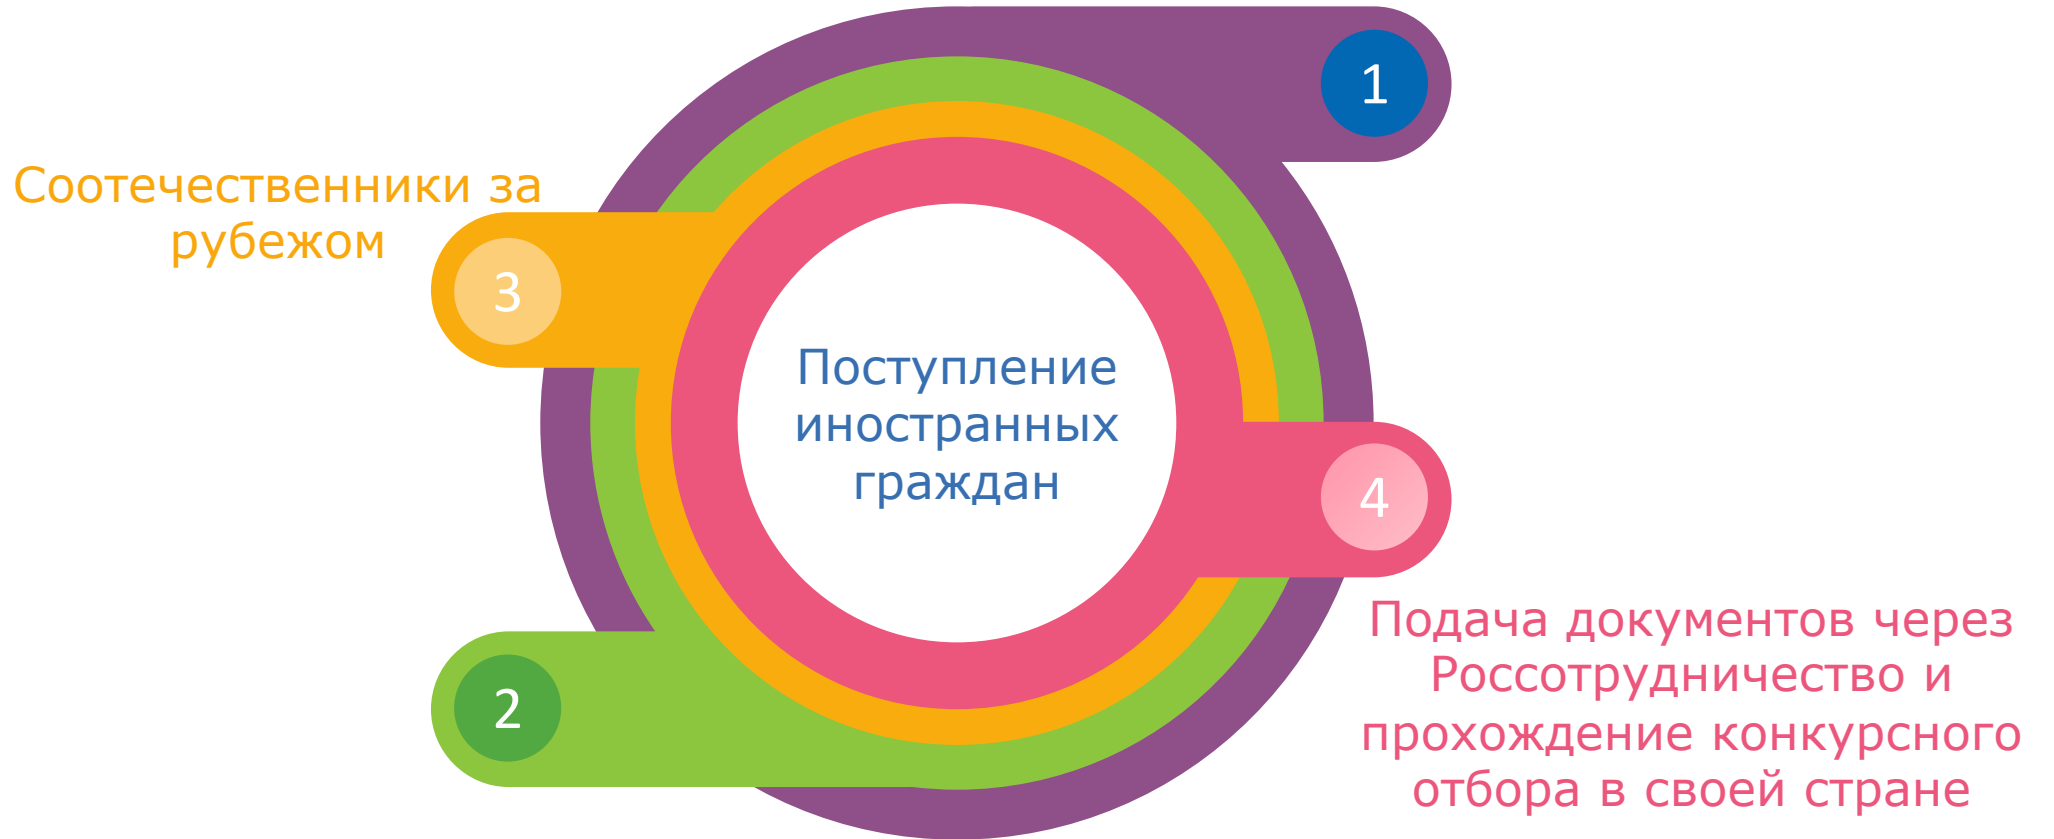 1
Соотечественники за
рубежом
3
Поступление
иностранных
граждан
4
Подача документов через
Россотрудничество и
прохождение конкурсного
отбора в своей стране
2